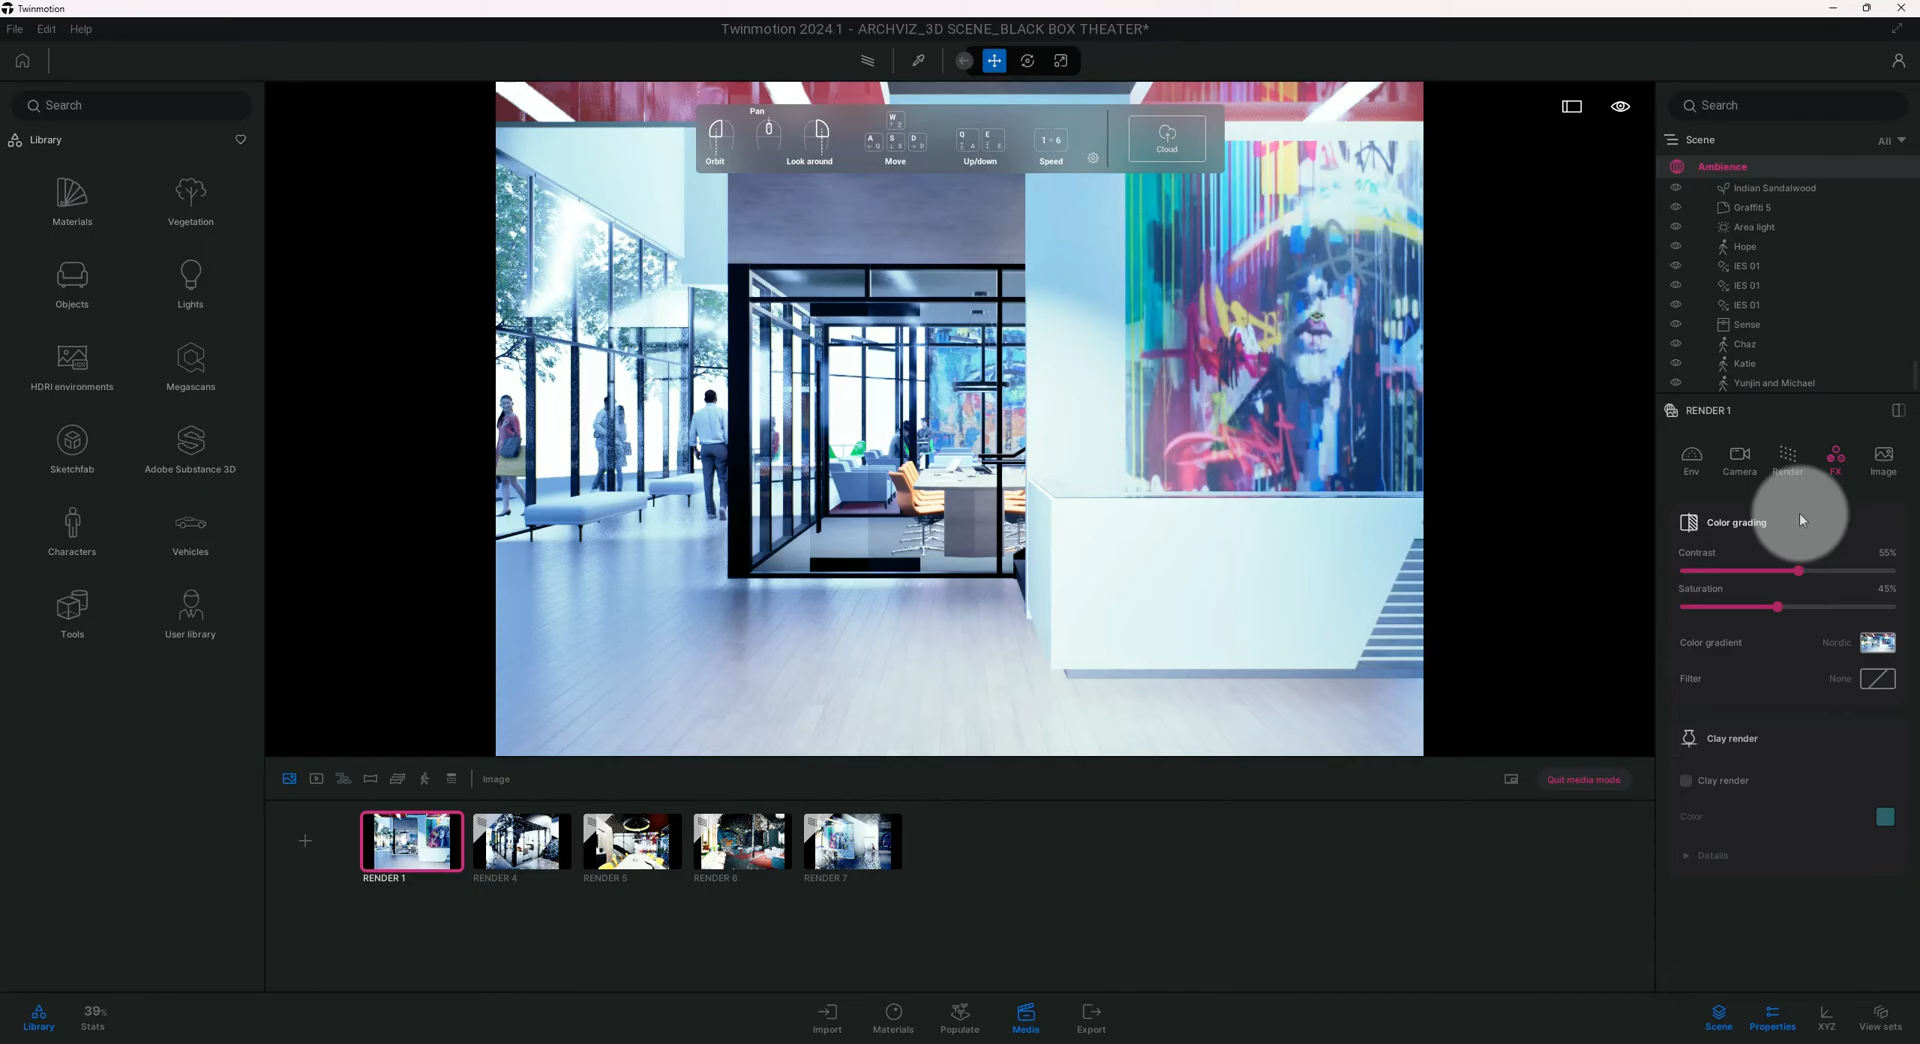 Twinmotion
File Edit Help
Twinmotion 2024.1 - ARCHVIZ_3D SCENE_BLACK BOX THEATER*
Search
Library
Materials
Vegetation
Objects
Lights
HDRI environments
Megascans
Sketchfab
Adobe Substance 3D
Characters
Vehicles
Tools
User library
Pan
Orbit
Look around
W
↑ Z
A
← Q
S
↓ S
D
→ D
Move
Q
A
E
E
Up/down
1 - 6
Speed
Cloud
Search
Scene All
Ambience
Indian Sandalwood
Graffiti 5
Area light
Hope
IES 01
IES 01
IES 01
Sense
Chaz
Katie
Yunjin and Michael
RENDER 1
Env Camera Render FX Image
Color grading
Contrast 55%
Saturation 45%
Color gradient Nordic
Filter None
Clay render
Clay render
Color
Details
Image
Quit media mode
RENDER 1
RENDER 4
RENDER 5
RENDER 6
RENDER 7
Library
39%
Stats
Import
Materials
Populate
Media
Export
Scene
Properties
XYZ
View sets